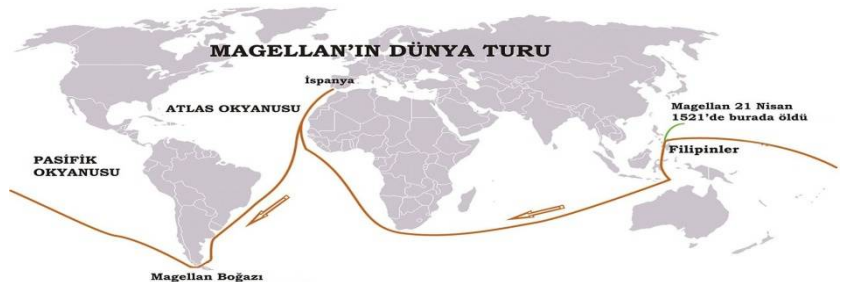 MAGELLAN'IN DÜNYA TURU
İspanya
ATLAS OKYANUSU
Magellan 21 Nisan
1521'de burada öldü
Filipinler
PASİFİK
OKYANUSU
Magellan Boğazı